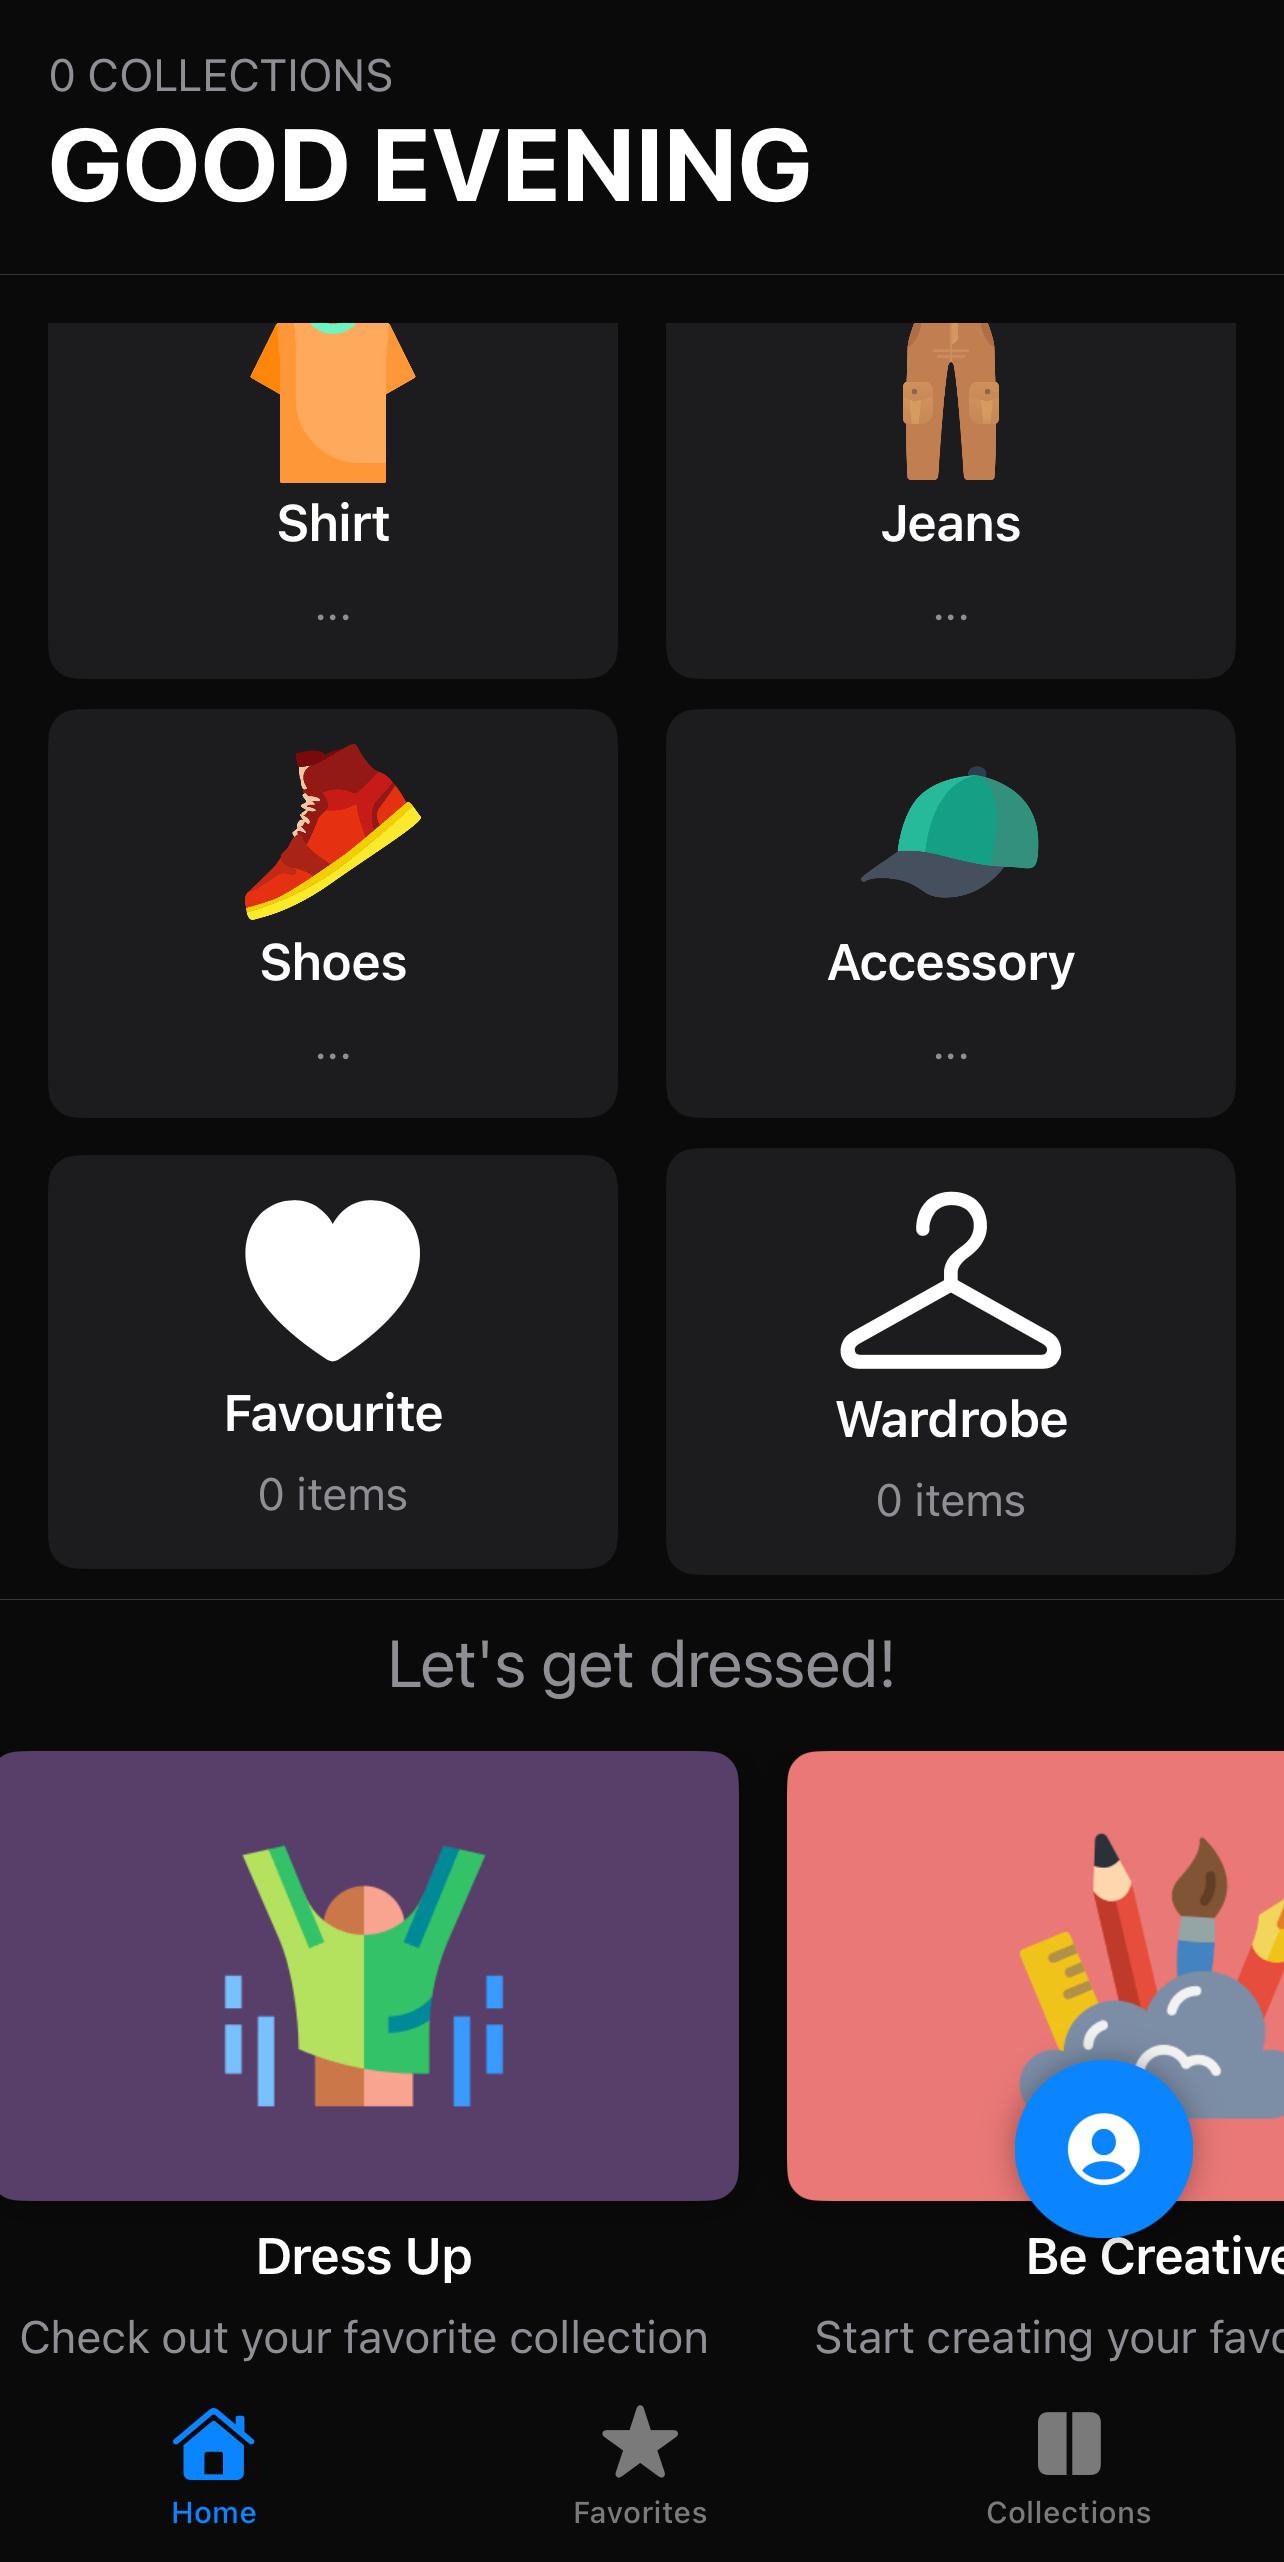 0 COLLECTIONS
GOOD EVENING
Shirt
Jeans
...
...
Shoes
Accessory
...
...
Favourite
Wardrobe
0 items
0 items
Let's get dressed!
Dress Up
Be Creative
Check out your favorite collection
Start creating your favo
Home
Favorites
Collections